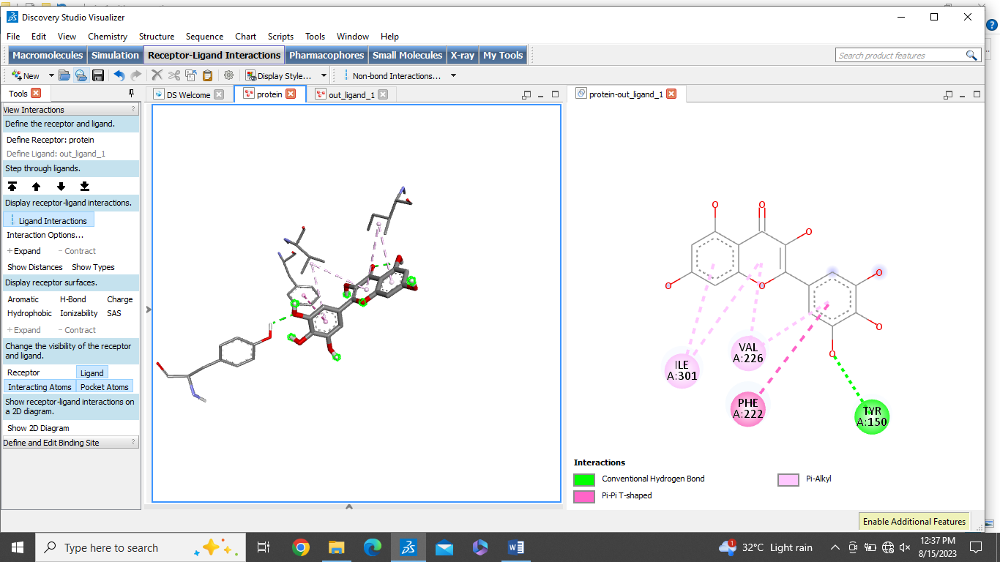 Discovery Studio Visualizer
File Edit View Chemistry Structure Sequence Chart Scripts Tools Window Help
Macromolecules Simulation Receptor-Ligand Interactions Pharmacophores Small Molecules X-ray My Tools
Search product features
New Display Style... Non-bond Interactions...
Tools
DS Welcome protein out_ligand_1
protein-out_ligand_1
View Interactions ?
Define the receptor and ligand.
Define Receptor: protein
Define Ligand: out_ligand_1
Step through ligands.
Display receptor-ligand interactions.
Ligand Interactions
Interaction Options...
+ Expand - Contract
Show Distances Show Types
Display receptor surfaces.
Aromatic H-Bond Charge
Hydrophobic Ionizability SAS
+ Expand - Contract
Change the visibility of the receptor
and ligand.
Receptor Ligand
Interacting Atoms Pocket Atoms
Show receptor-ligand interactions on
a 2D diagram.
Show 2D Diagram
Define and Edit Binding Site ?
O O
O
O O O
O
O
ILE
A:301
VAL
A:226
PHE
A:222
TYR
A:150
Interactions
Conventional Hydrogen Bond
Pi-Pi T-shaped
Pi-Alkyl
Enable Additional Features
Type here to search
1
32°C Light rain
12:37 PM
8/15/2023